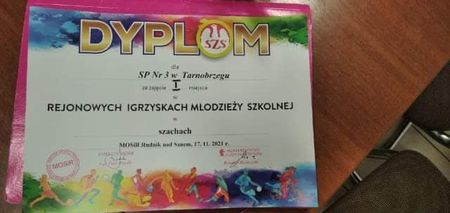 DYPLOM
SZS
dla
SP Nr 3 w Tarnobrzegu
za zajęcie I miejsca
w
REJONOWYCH IGRZYSKACH MŁODZIEŻY SZKOLNEJ
w
szachach
MOSiR Rudnik nad Sanem, 17. 11. 2021 r.
MOSiR